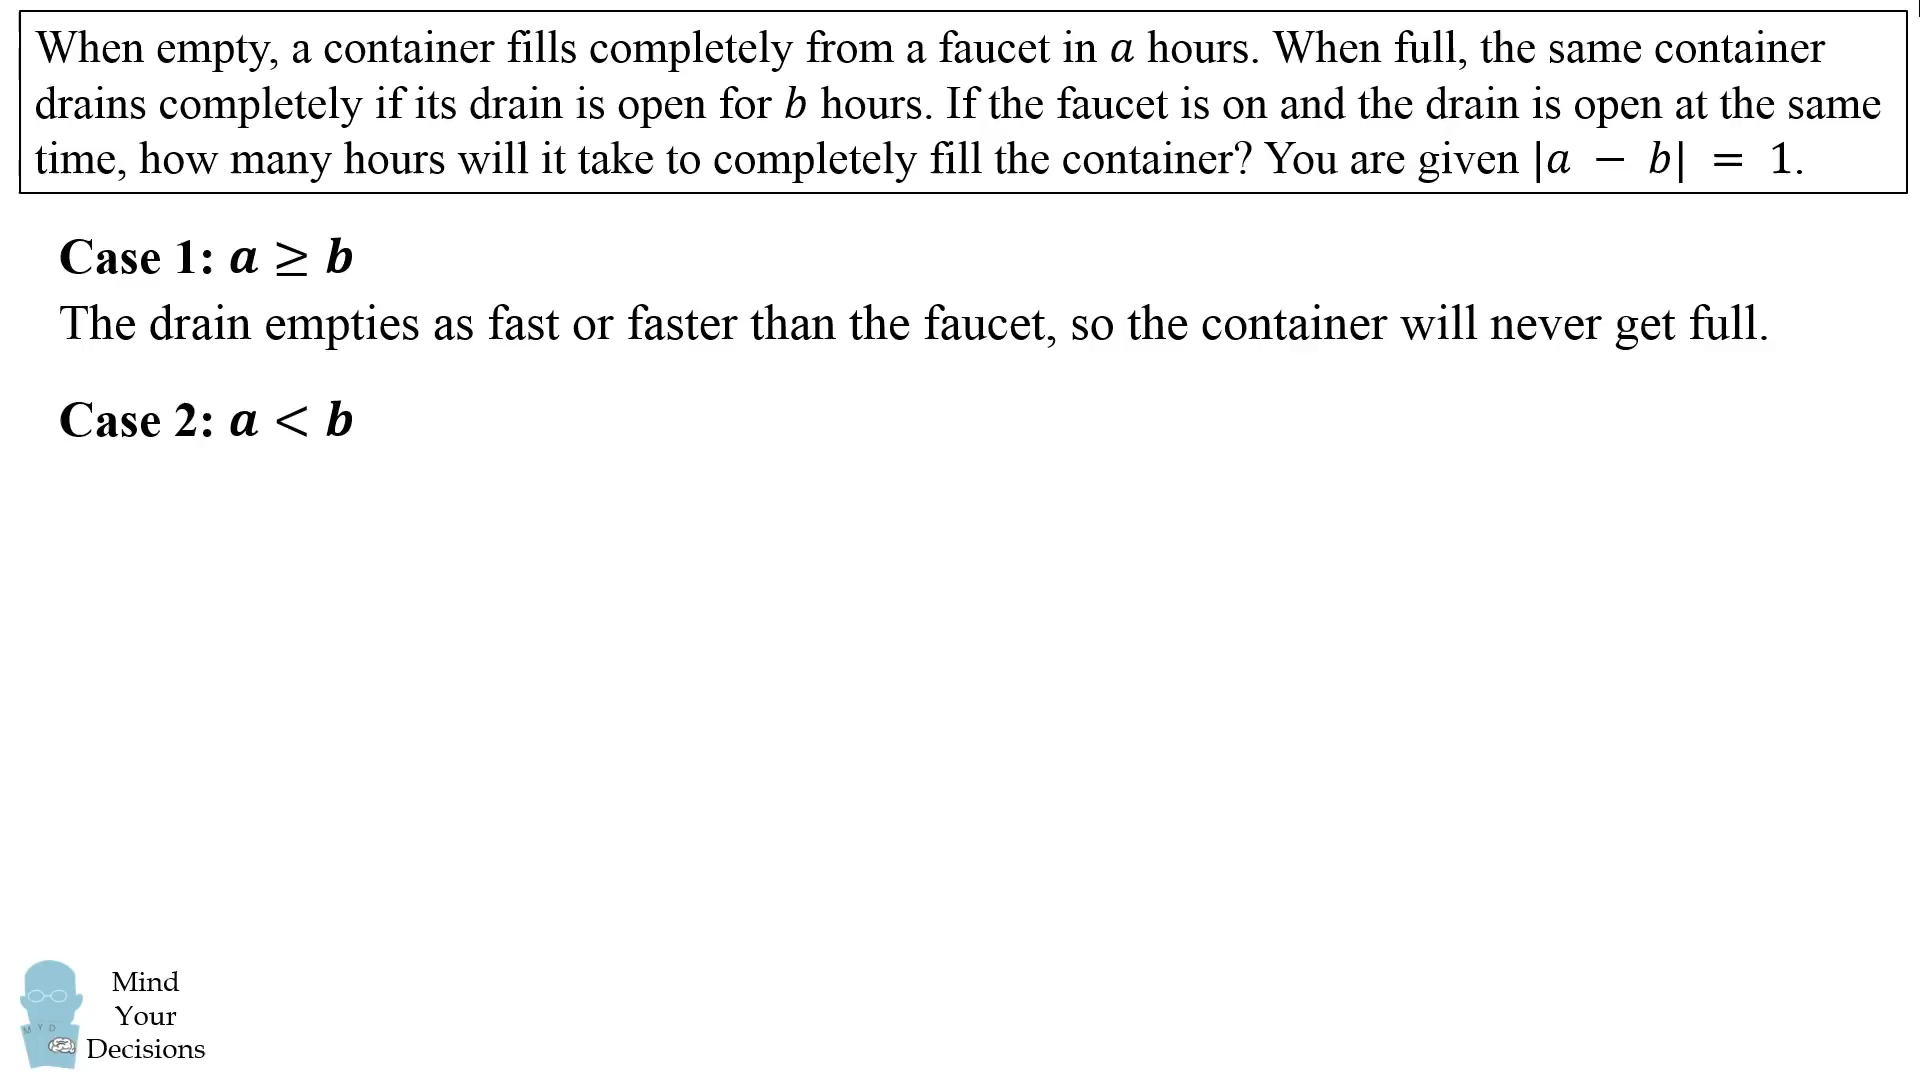 When empty, a container fills completely from a faucet in a hours. When full, the same container
drains completely if its drain is open for b hours. If the faucet is on and the drain is open at the same
time, how many hours will it take to completely fill the container? You are given |a − b| = 1.
Case 1: a ≥ b
The drain empties as fast or faster than the faucet, so the container will never get full.
Case 2: a < b
M Y D
Mind
Your
Decisions